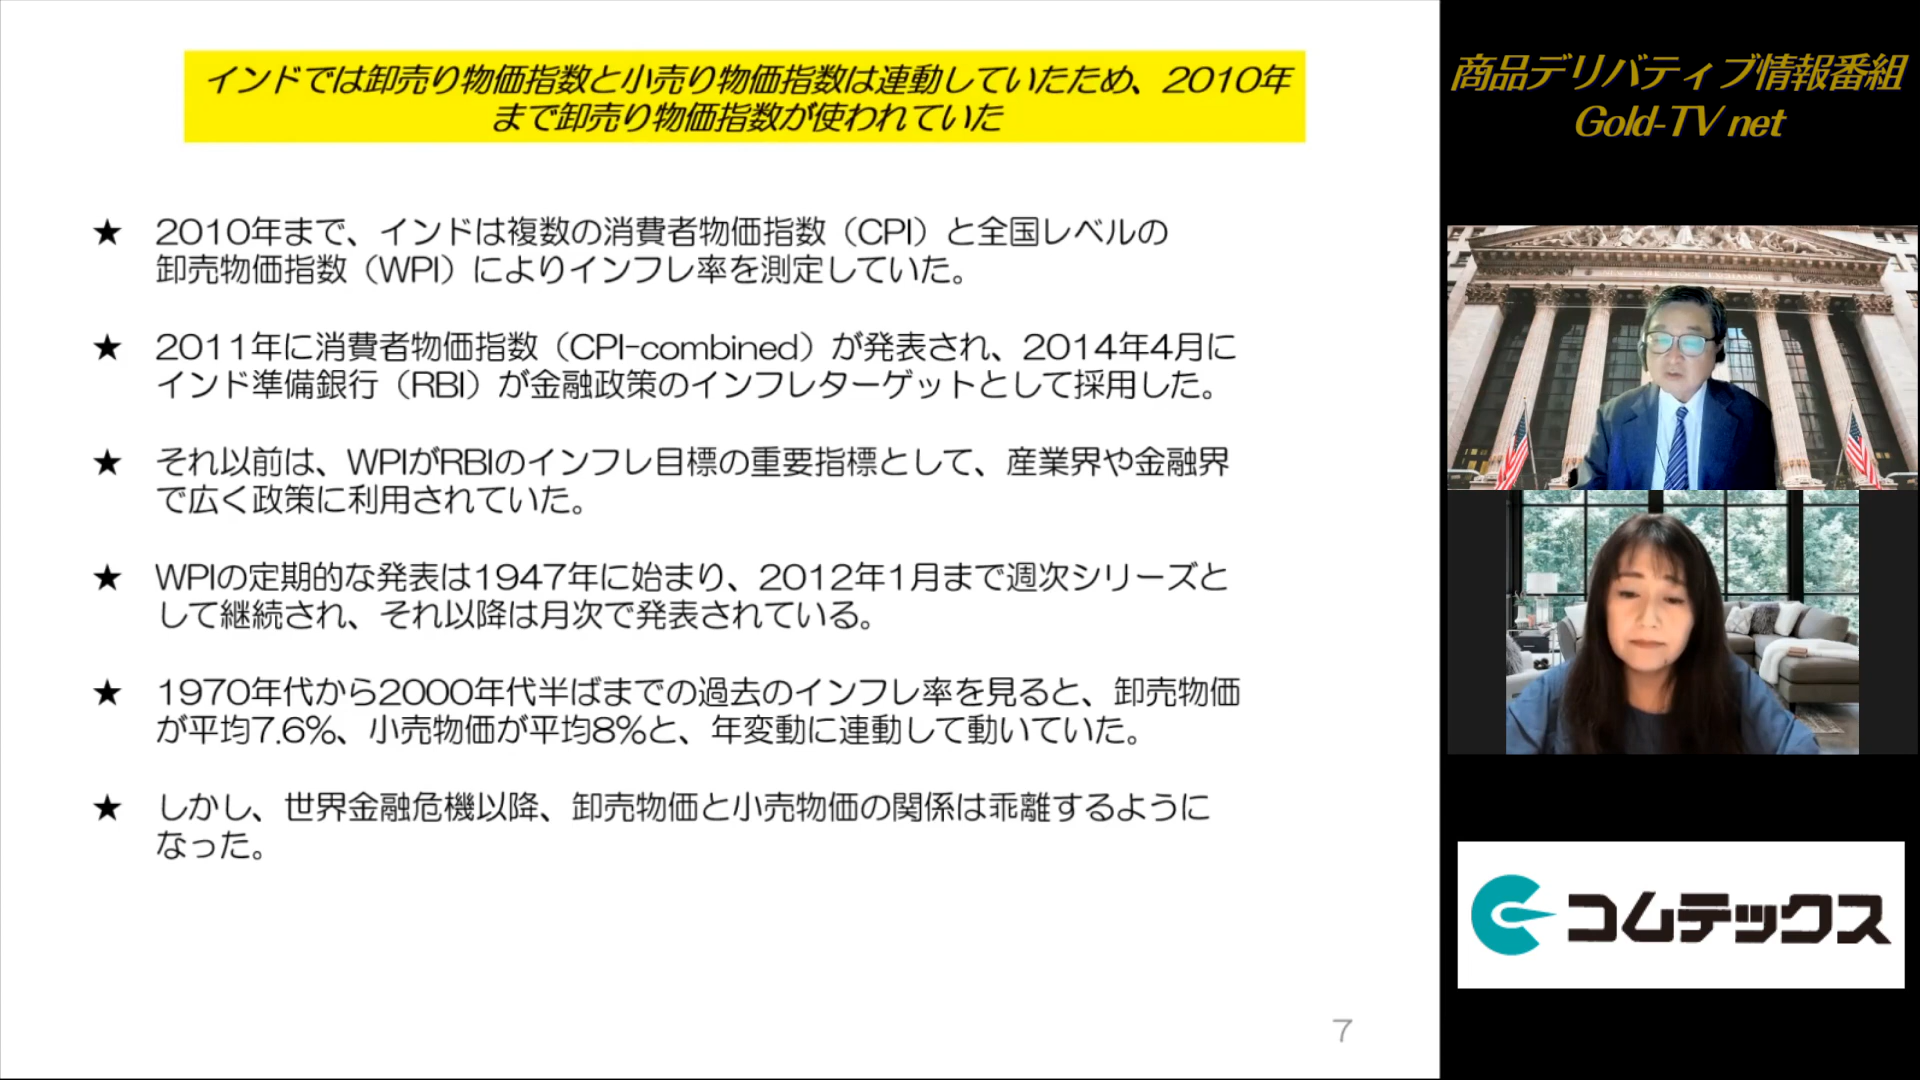 インドでは卸売り物価指数と小売り物価指数は連動していたため、2010年
まで卸売り物価指数が使われていた
★ 2010年まで、インドは複数の消費者物価指数（CPI）と全国レベルの
卸売物価指数（WPI）によりインフレ率を測定していた。
★ 2011年に消費者物価指数（CPI-combined）が発表され、2014年4月に
インド準備銀行（RBI）が金融政策のインフレターゲットとして採用した。
★ それ以前は、WPIがRBIのインフレ目標の重要指標として、産業界や金融界
で広く政策に利用されていた。
★ WPIの定期的な発表は1947年に始まり、2012年1月まで週次シリーズと
して継続され、それ以降は月次で発表されている。
★ 1970年代から2000年代半ばまでの過去のインフレ率を見ると、卸売物価
が平均7.6%、小売物価が平均8%と、年変動に連動して動いていた。
★ しかし、世界金融危機以降、卸売物価と小売物価の関係は乖離するように
なった。
7
商品デリバティブ情報番組
Gold-TV net
コムテックス